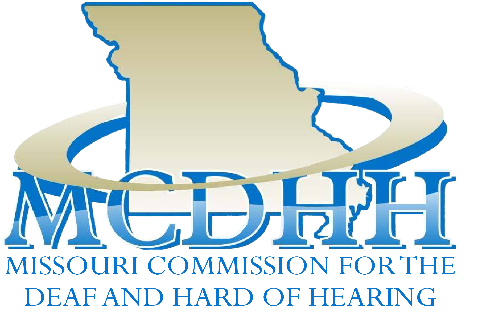 MCDHH
MISSOURI COMMISSION FOR THE
DEAF AND HARD OF HEARING